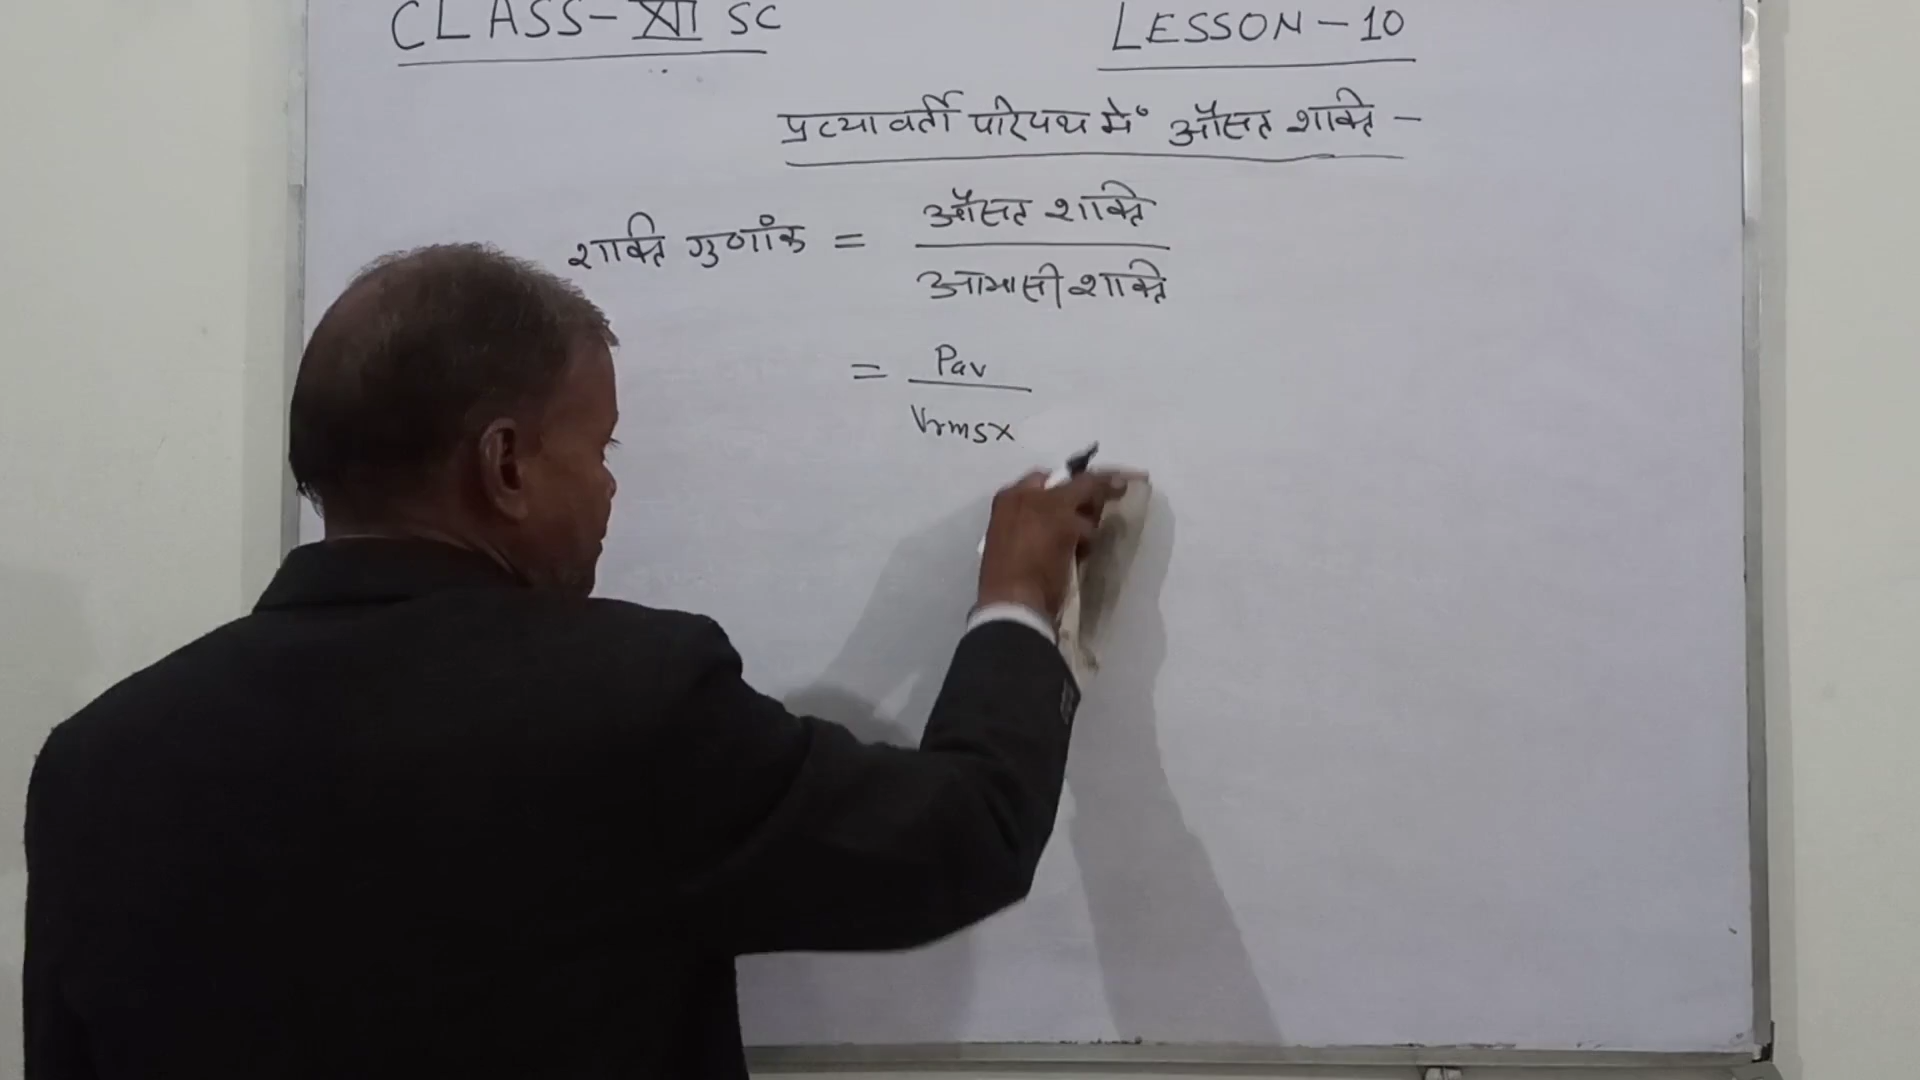 CLASS-XII SC
LESSON-10
प्रत्यावर्ती परिपथ में औसत शक्ति -
शक्ति गुणांक = औसत शक्ति
आभासी शक्ति
= Pav
Vrms×